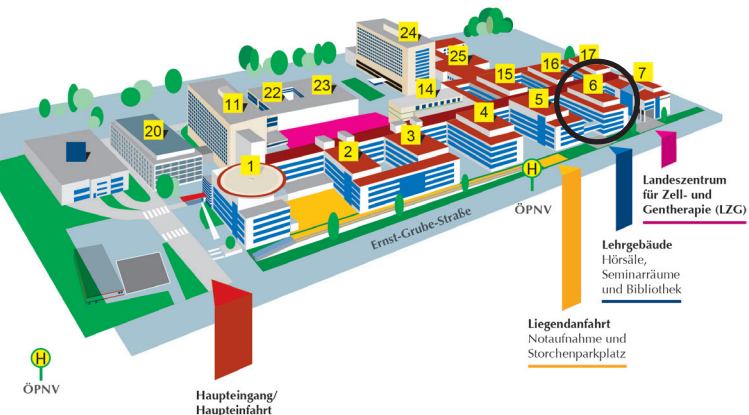 24
17
25
16
7
15
6
23
22
14
11
5
4
20
3
2
1
H
ÖPNV
Ernst-Grube-Straße
Landeszentrum
für Zell- und
Gentherapie (LZG)
Lehrgebäude
Hörsäle,
Seminarräume
und Bibliothek
Liegendanfahrt
Notaufnahme und
Storchenparkplatz
H
ÖPNV
Haupteingang/
Haupteinfahrt